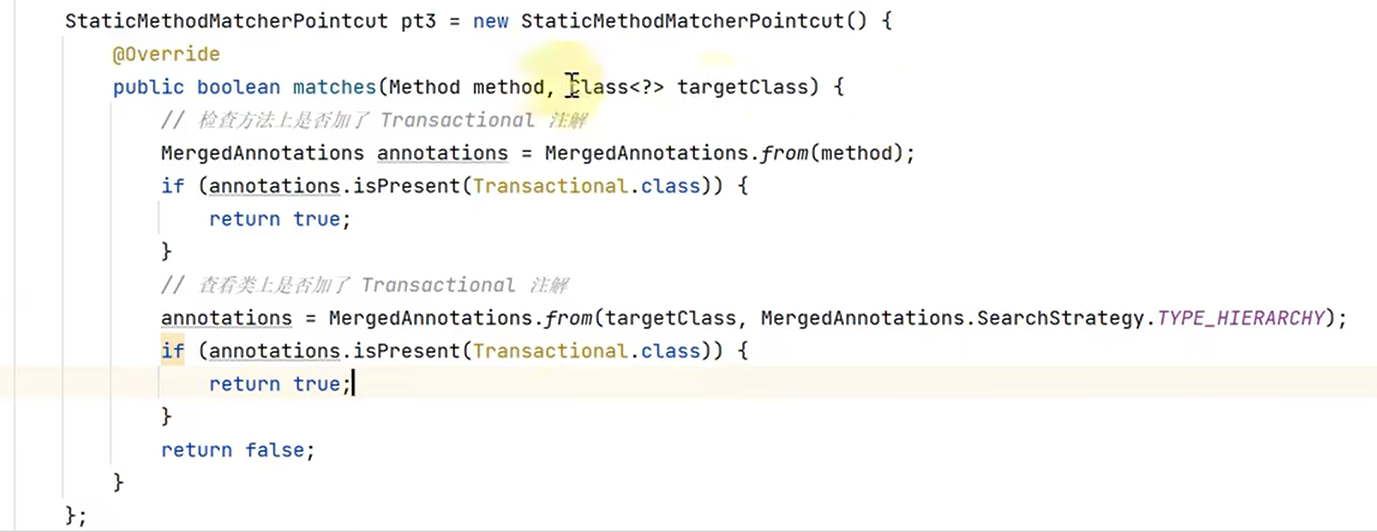 StaticMethodMatcherPointcut pt3 = new StaticMethodMatcherPointcut() {
@Override
public boolean matches(Method method, Class<?> targetClass) {
// 检查方法上是否加了 Transactional 注解
MergedAnnotations annotations = MergedAnnotations.from(method);
if (annotations.isPresent(Transactional.class)) {
return true;
}
// 查看类上是否加了 Transactional 注解
annotations = MergedAnnotations.from(targetClass, MergedAnnotations.SearchStrategy.TYPE_HIERARCHY);
if (annotations.isPresent(Transactional.class)) {
return true;
}
return false;
}
};